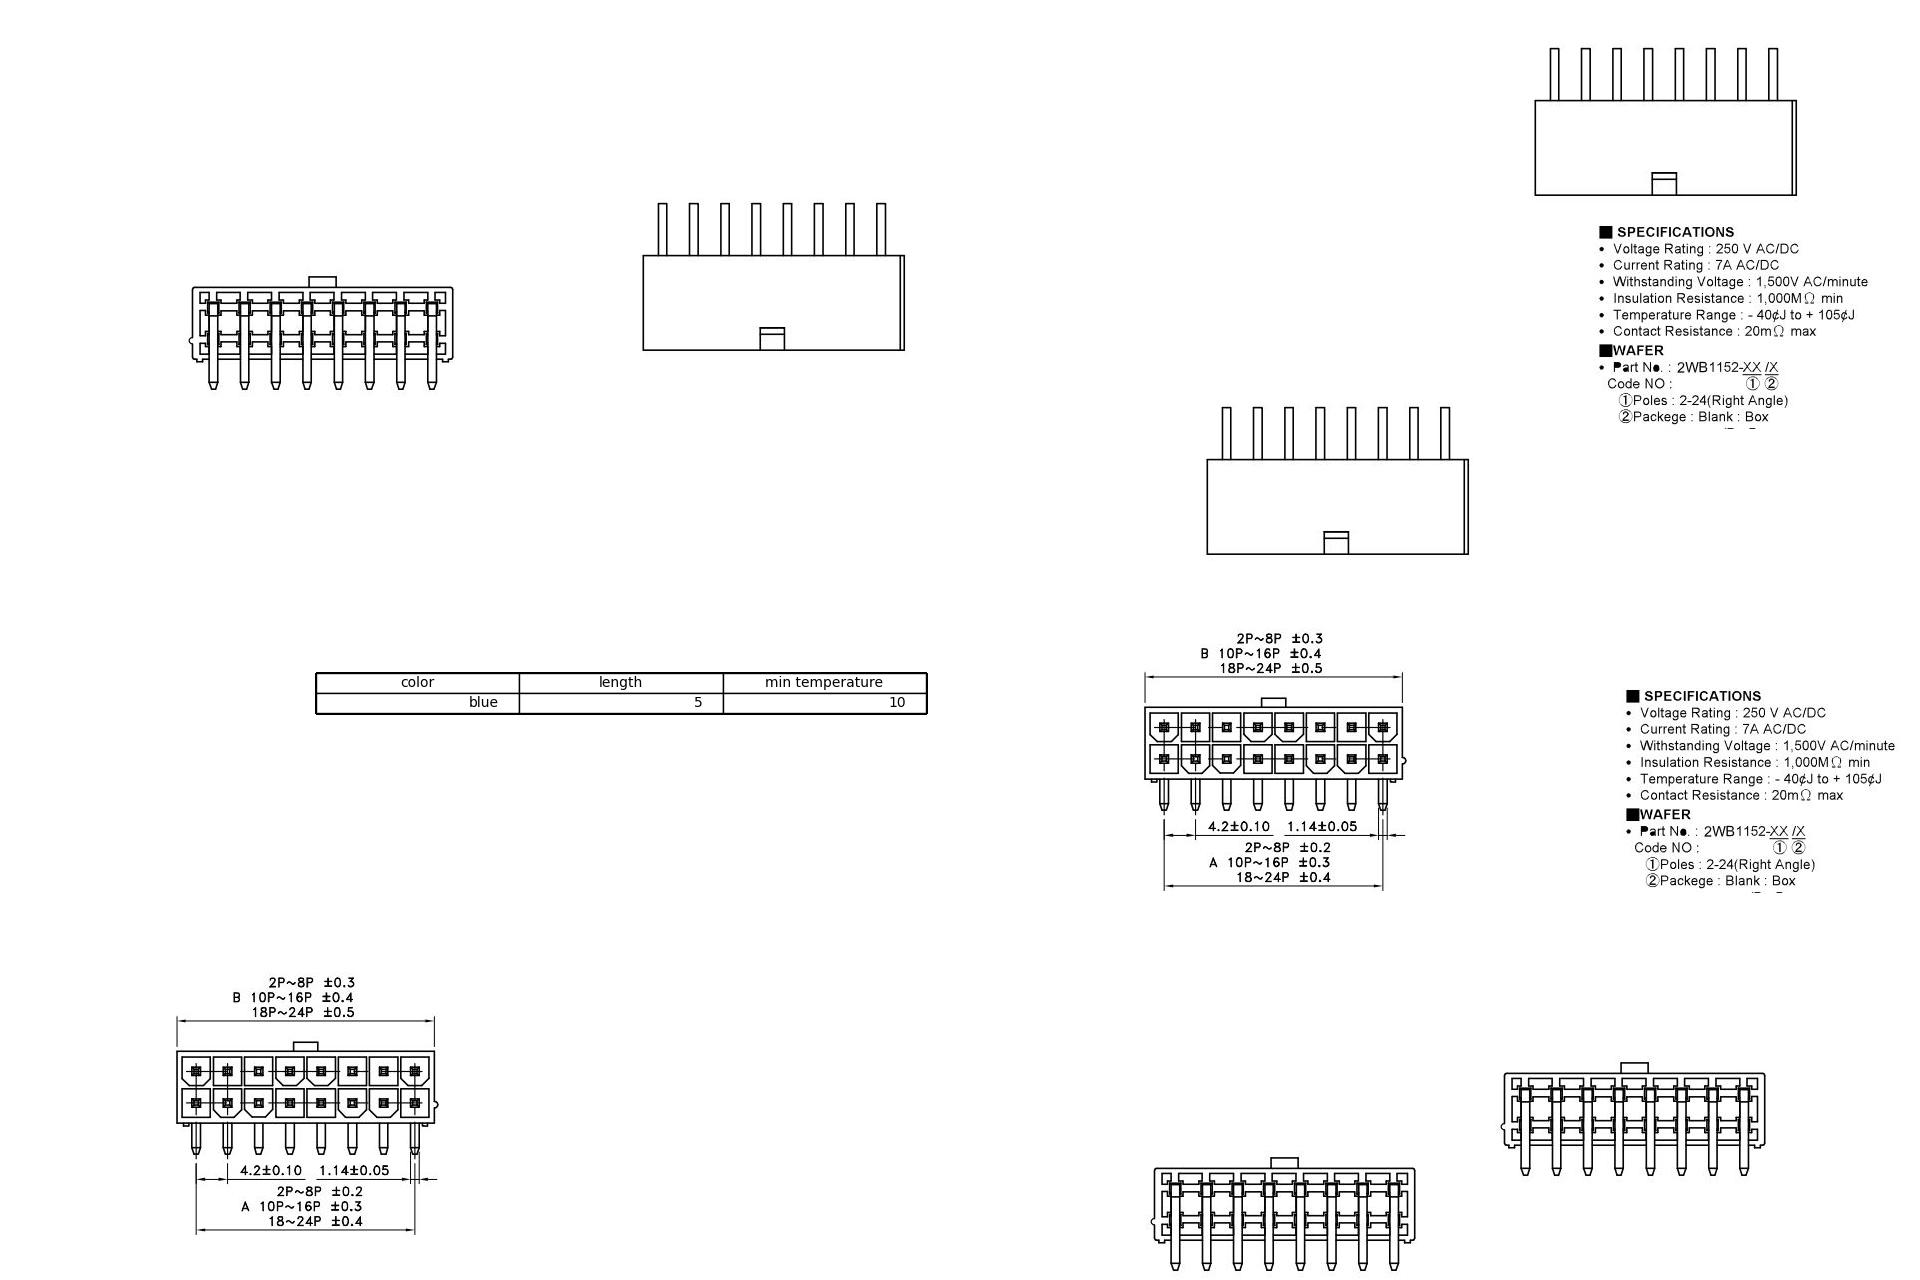 ■ SPECIFICATIONS
• Voltage Rating : 250 V AC/DC
• Current Rating : 7A AC/DC
• Withstanding Voltage : 1,500V AC/minute
• Insulation Resistance : 1,000MΩ min
• Temperature Range : - 40¢J to + 105¢J
• Contact Resistance : 20mΩ max
■WAFER
• Part No. : 2WB1152-XX /X
Code NO : ① ②
①Poles : 2-24(Right Angle)
②Packege : Blank : Box
2P~8P ±0.3
B 10P~16P ±0.4
18P~24P ±0.5
color length min temperature
blue 5 10
4.2±0.10 1.14±0.05
2P~8P ±0.2
A 10P~16P ±0.3
18~24P ±0.4
■ SPECIFICATIONS
• Voltage Rating : 250 V AC/DC
• Current Rating : 7A AC/DC
• Withstanding Voltage : 1,500V AC/minute
• Insulation Resistance : 1,000MΩ min
• Temperature Range : - 40¢J to + 105¢J
• Contact Resistance : 20mΩ max
■WAFER
• Part No. : 2WB1152-XX /X
Code NO : ① ②
①Poles : 2-24(Right Angle)
②Packege : Blank : Box
2P~8P ±0.3
B 10P~16P ±0.4
18P~24P ±0.5
4.2±0.10 1.14±0.05
2P~8P ±0.2
A 10P~16P ±0.3
18~24P ±0.4